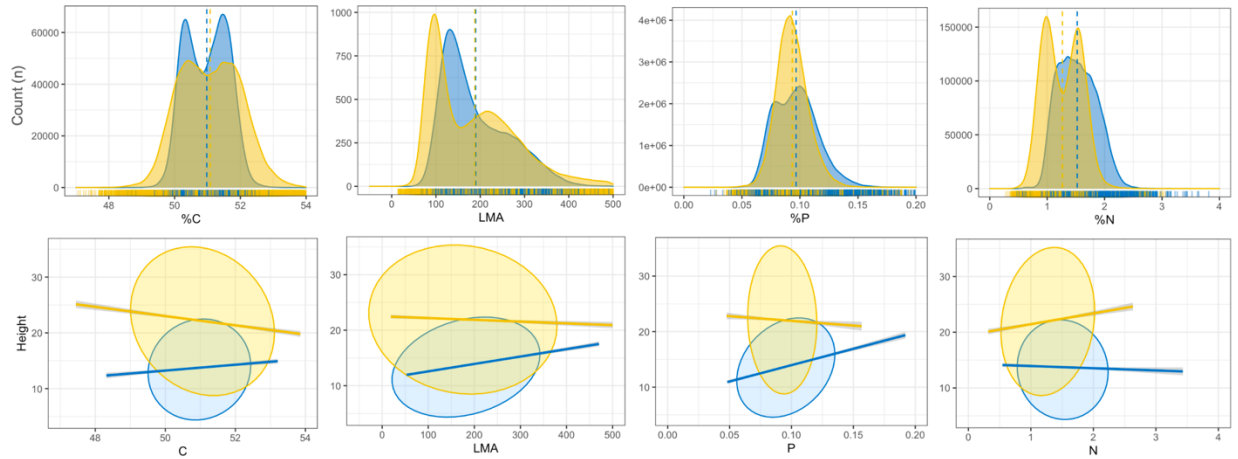 60000
40000
20000
0
Count (n)
48 50 52 54
%C
1000
750
500
250
0
0 100 200 300 400 500
LMA
4e+06
3e+06
2e+06
1e+06
0e+00
0.00 0.05 0.10 0.15 0.20
%P
150000
100000
50000
0
0 1 2 3 4
%N
30
20
10
Height
48 50 52 54
C
30
20
10
0 100 200 300 400 500
LMA
30
20
10
0.00 0.05 0.10 0.15 0.20
P
30
20
10
0 1 2 3 4
N